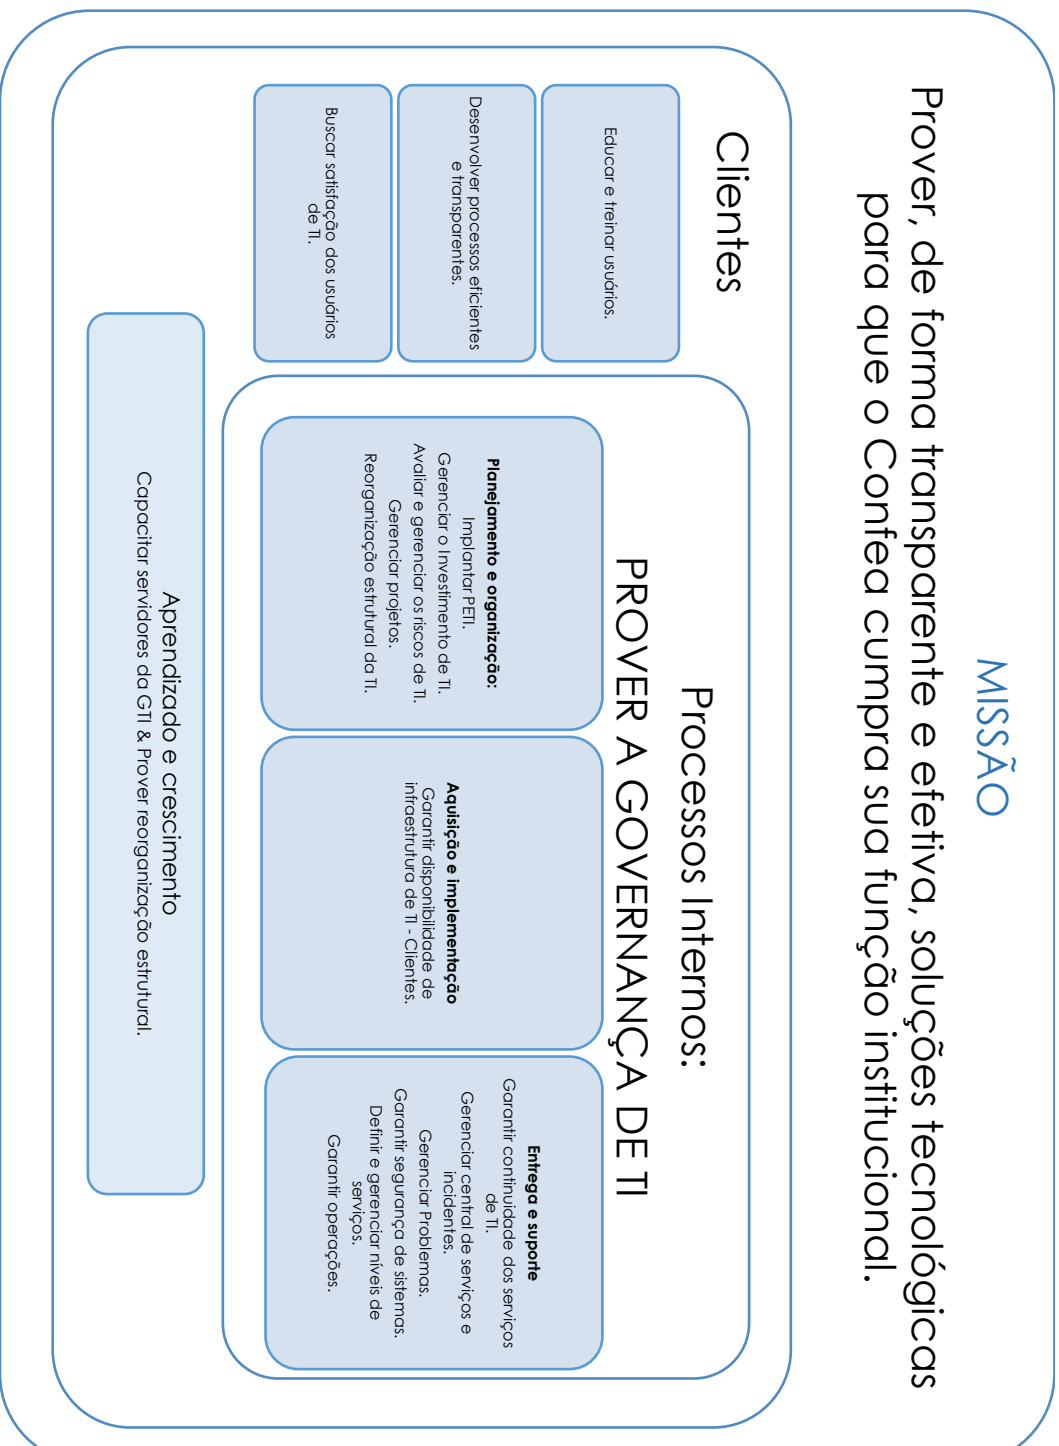 MISSÃO
Prover, de forma transparente e efetiva, soluções tecnológicas
para que o Confea cumpra sua função institucional.
Clientes
Educar e treinar usuários.
Desenvolver processos eficientes
e transparentes.
Buscar satisfação dos usuários
de TI.
Processos Internos:
PROVER A GOVERNANÇA DE TI
Planejamento e organização:
Implantar PETI.
Gerenciar o Investimento de TI.
Avaliar e gerenciar os riscos de TI.
Gerenciar projetos.
Reorganização estrutural da TI.
Aquisição e implementação
Garantir disponibilidade de
infraestrutura de TI - Clientes.
Entrega e suporte
Garantir continuidade dos serviços
de TI.
Gerenciar central de serviços e
incidentes.
Gerenciar Problemas.
Garantir segurança de sistemas.
Definir e gerenciar níveis de
serviços.
Garantir operações.
Aprendizado e crescimento
Capacitar servidores da GTI & Prover reorganização estrutural.